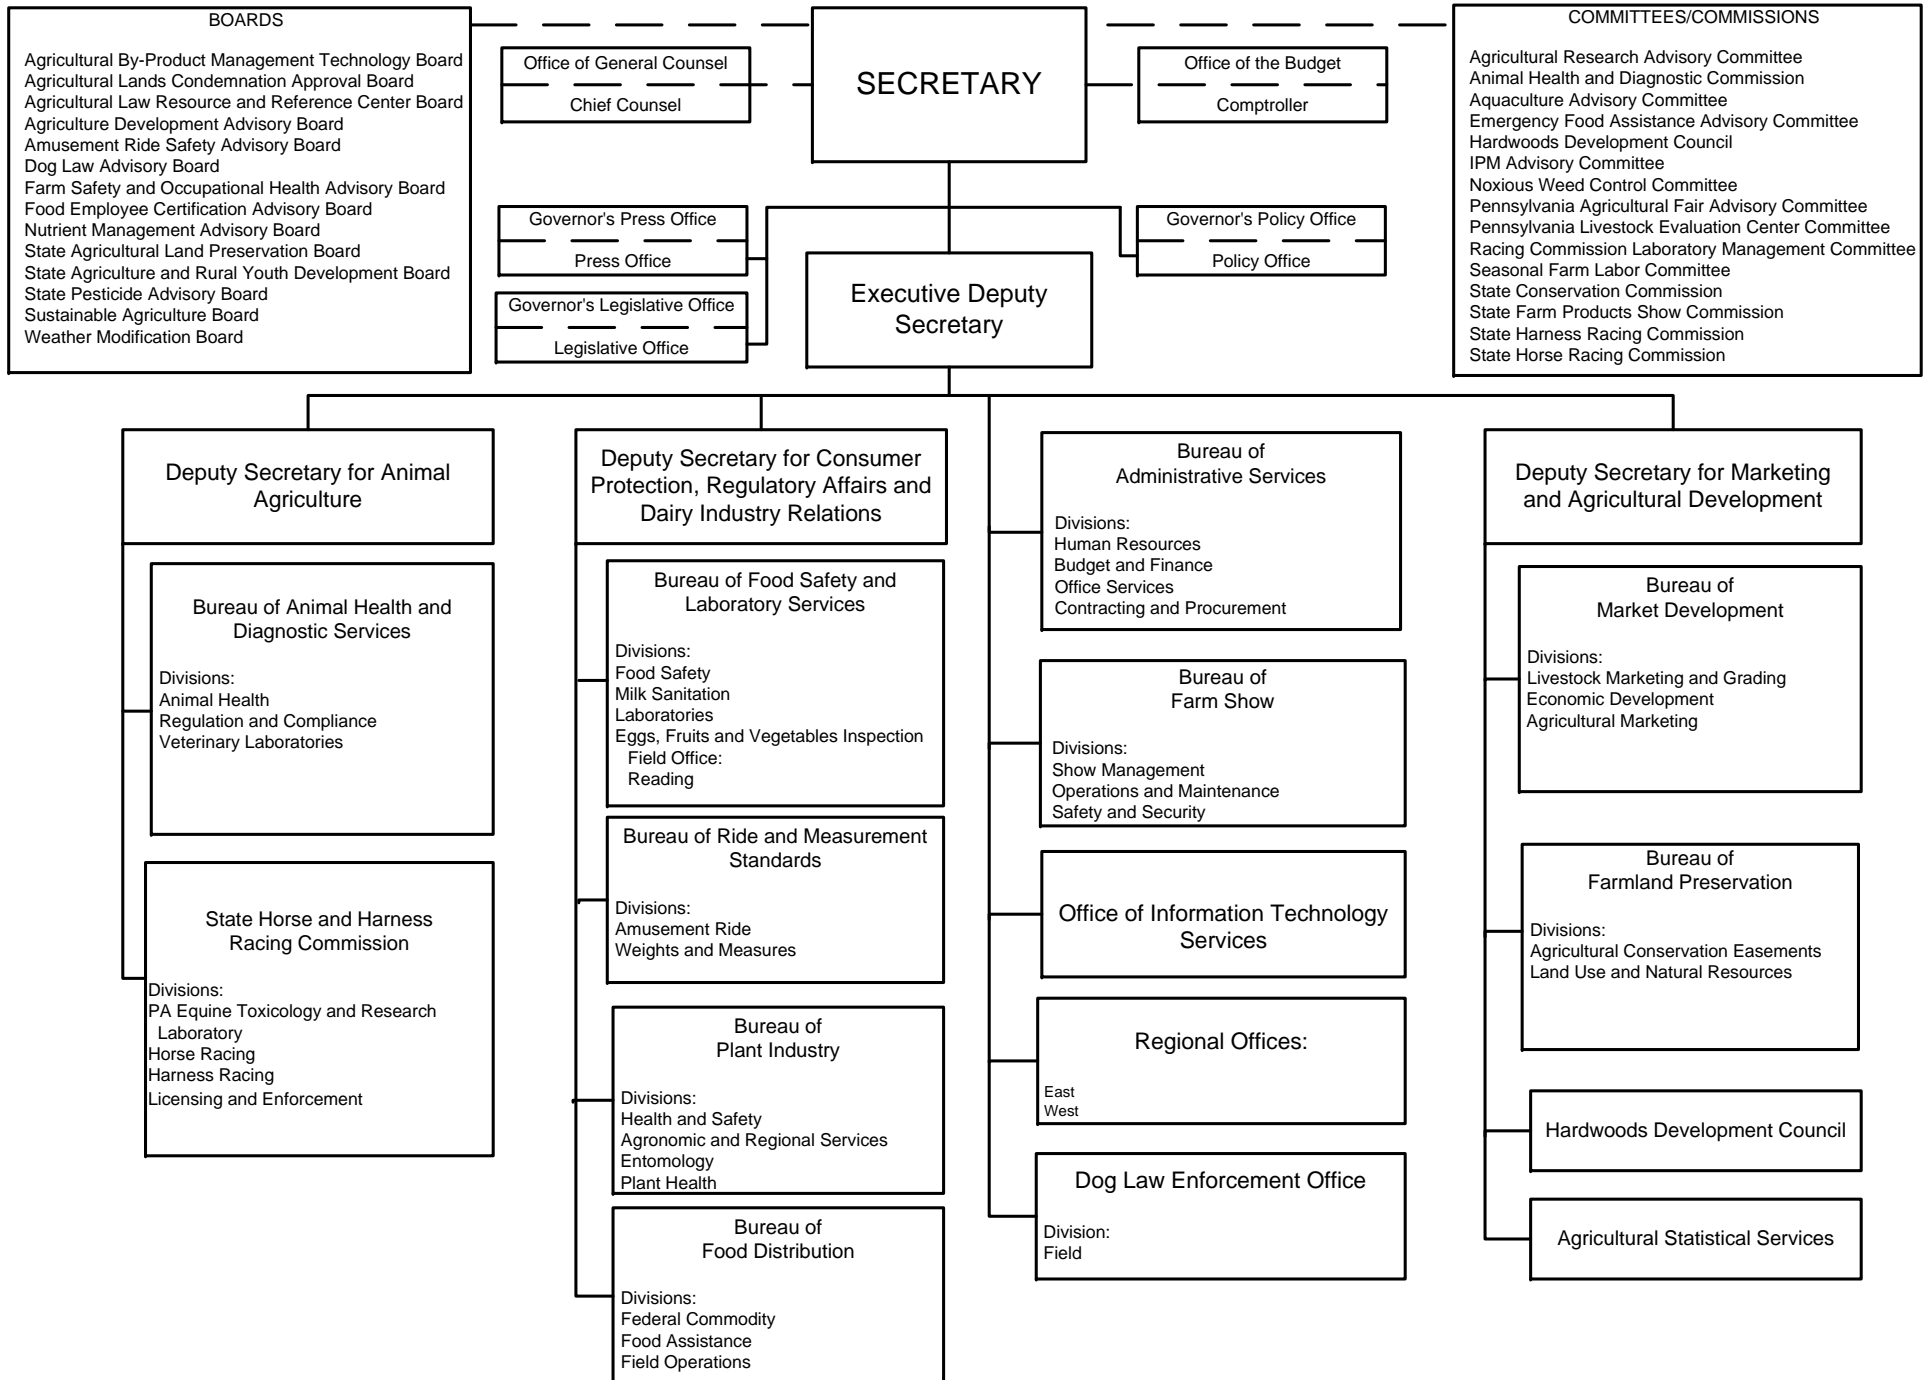 BOARDS
Agricultural By-Product Management Technology Board
Agricultural Lands Condemnation Approval Board
Agricultural Law Resource and Reference Center Board
Agriculture Development Advisory Board
Amusement Ride Safety Advisory Board
Dog Law Advisory Board
Farm Safety and Occupational Health Advisory Board
Food Employee Certification Advisory Board
Nutrient Management Advisory Board
State Agricultural Land Preservation Board
State Agriculture and Rural Youth Development Board
State Pesticide Advisory Board
Sustainable Agriculture Board
Weather Modification Board
Office of General Counsel
Chief Counsel
SECRETARY
Office of the Budget
Comptroller
COMMITTEES/COMMISSIONS
Agricultural Research Advisory Committee
Animal Health and Diagnostic Commission
Aquaculture Advisory Committee
Emergency Food Assistance Advisory Committee
Hardwoods Development Council
IPM Advisory Committee
Noxious Weed Control Committee
Pennsylvania Agricultural Fair Advisory Committee
Pennsylvania Livestock Evaluation Center Committee
Racing Commission Laboratory Management Committee
Seasonal Farm Labor Committee
State Conservation Commission
State Farm Products Show Commission
State Harness Racing Commission
State Horse Racing Commission
Governor's Press Office
Press Office
Governor's Legislative Office
Legislative Office
Governor's Policy Office
Policy Office
Executive Deputy
Secretary
Deputy Secretary for Animal
Agriculture
Bureau of Animal Health and
Diagnostic Services
Divisions:
Animal Health
Regulation and Compliance
Veterinary Laboratories
State Horse and Harness
Racing Commission
Divisions:
PA Equine Toxicology and Research
Laboratory
Horse Racing
Harness Racing
Licensing and Enforcement
Deputy Secretary for Consumer
Protection, Regulatory Affairs and
Dairy Industry Relations
Bureau of Food Safety and
Laboratory Services
Divisions:
Food Safety
Milk Sanitation
Laboratories
Eggs, Fruits and Vegetables Inspection
Field Office:
Reading
Bureau of Ride and Measurement
Standards
Divisions:
Amusement Ride
Weights and Measures
Bureau of
Plant Industry
Divisions:
Health and Safety
Agronomic and Regional Services
Entomology
Plant Health
Bureau of
Food Distribution
Divisions:
Federal Commodity
Food Assistance
Field Operations
Bureau of
Administrative Services
Divisions:
Human Resources
Budget and Finance
Office Services
Contracting and Procurement
Bureau of
Farm Show
Divisions:
Show Management
Operations and Maintenance
Safety and Security
Office of Information Technology
Services
Regional Offices:
East
West
Dog Law Enforcement Office
Division:
Field
Deputy Secretary for Marketing
and Agricultural Development
Bureau of
Market Development
Divisions:
Livestock Marketing and Grading
Economic Development
Agricultural Marketing
Bureau of
Farmland Preservation
Divisions:
Agricultural Conservation Easements
Land Use and Natural Resources
Hardwoods Development Council
Agricultural Statistical Services